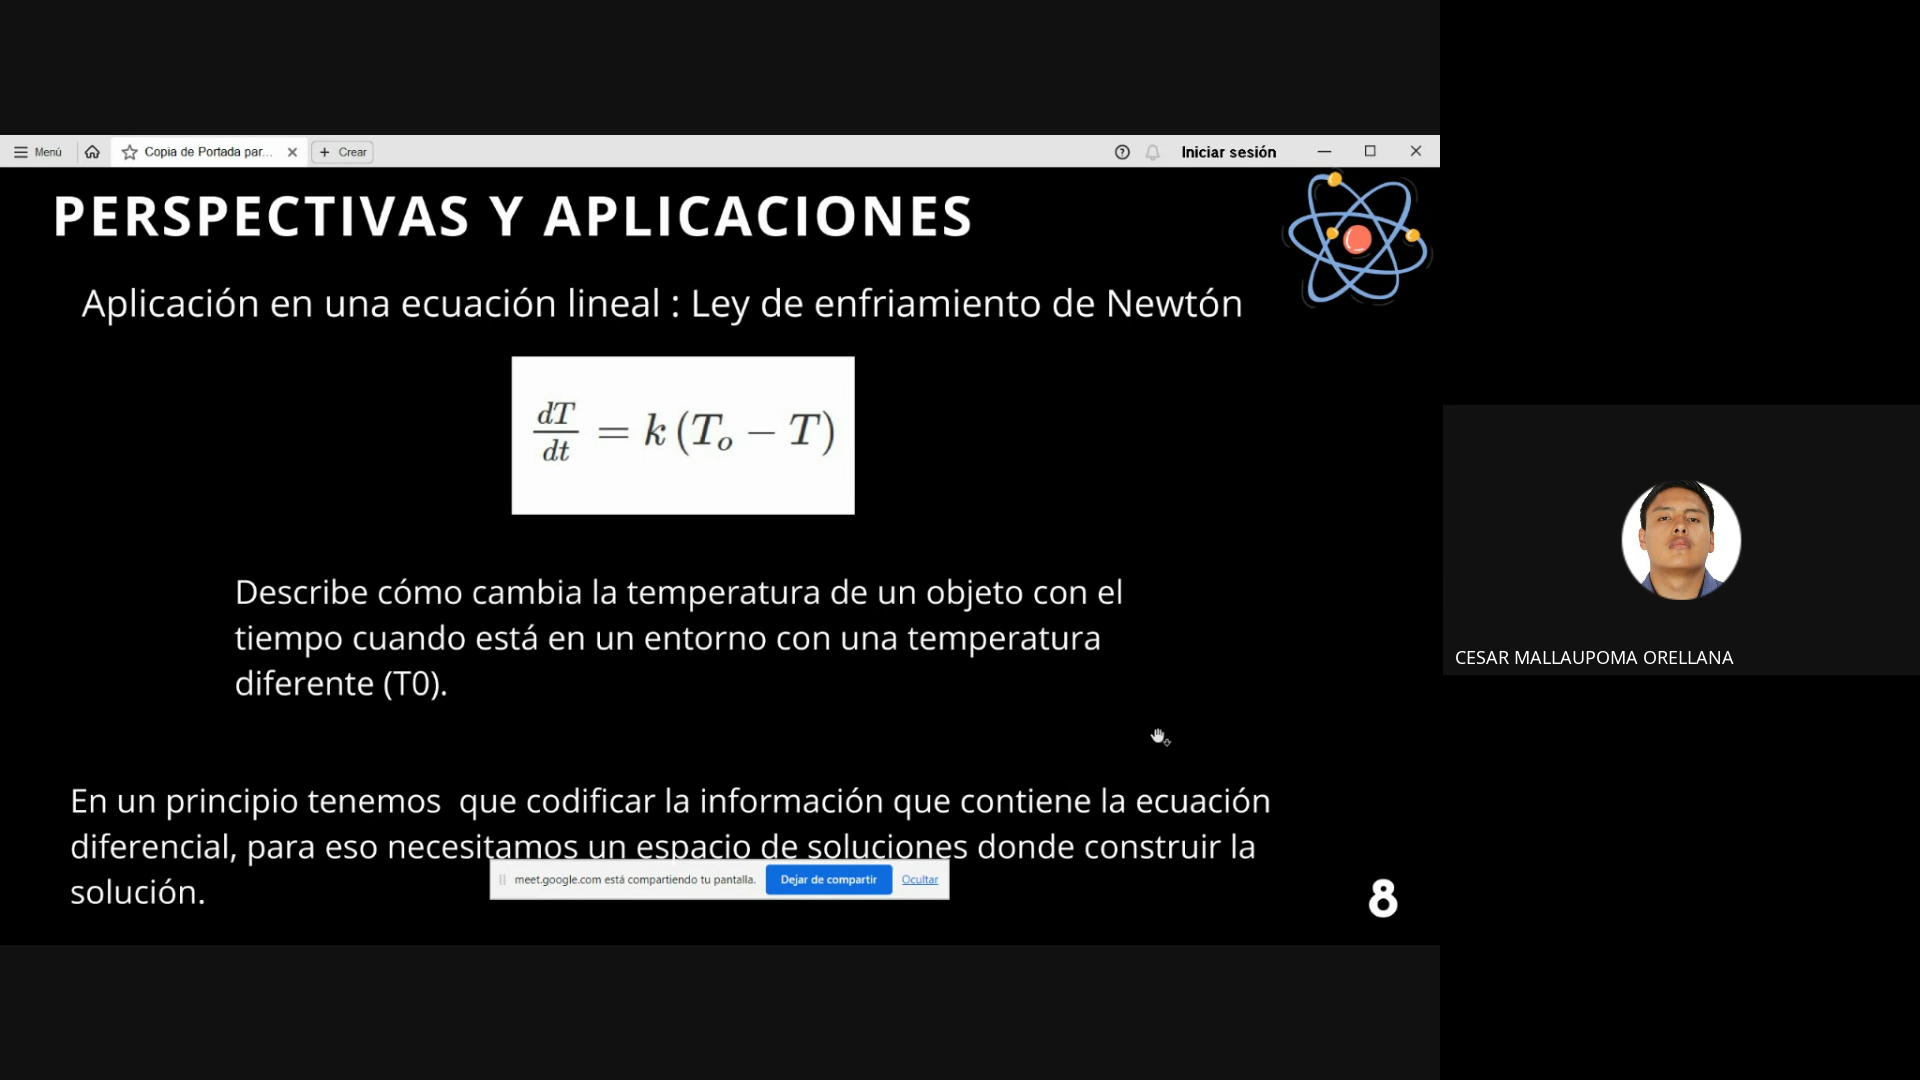 Menú
Copia de Portada par...
+ Crear
Iniciar sesión
PERSPECTIVAS Y APLICACIONES
Aplicación en una ecuación lineal : Ley de enfriamiento de Newtón
dT/dt = k (T_o − T)
Describe cómo cambia la temperatura de un objeto con el
tiempo cuando está en un entorno con una temperatura
diferente (T0).
CESAR MALLAUPOMA ORELLANA
En un principio tenemos  que codificar la información que contiene la ecuación
diferencial, para eso necesitamos un espacio de soluciones donde construir la
solución.
meet.google.com está compartiendo tu pantalla.
Dejar de compartir
Ocultar
8